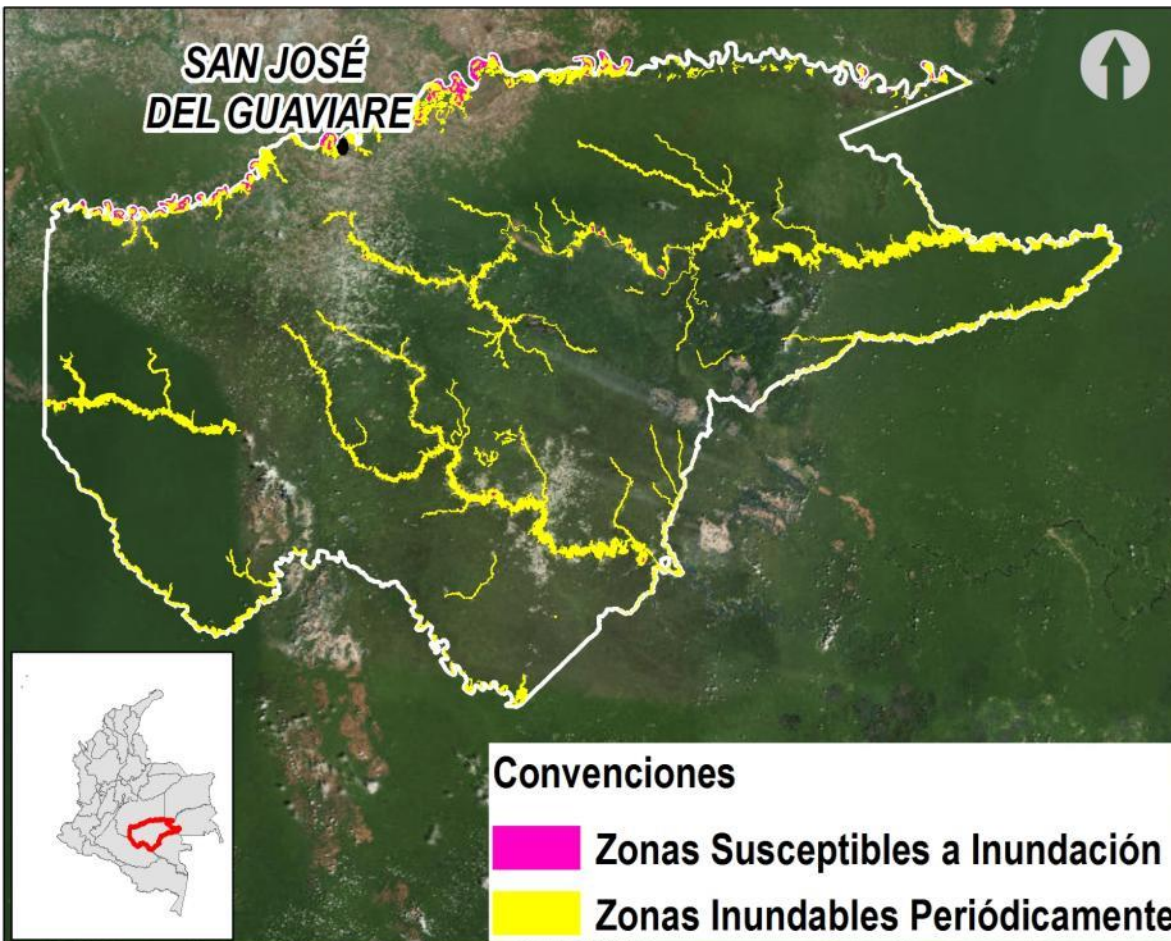 SAN JOSÉ
DEL GUAVIARE
Convenciones
Zonas Susceptibles a Inundación
Zonas Inundables Periódicamente